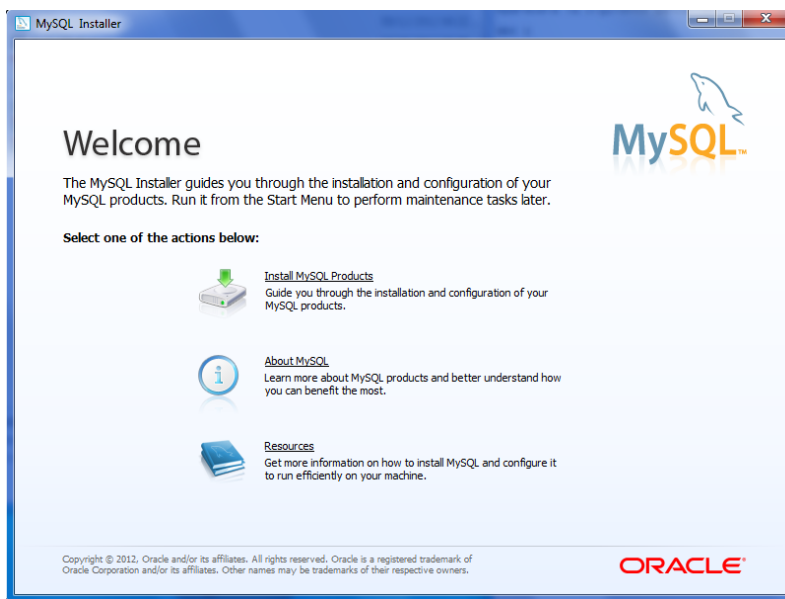 MySQL Installer
MySQL™
Welcome
The MySQL Installer guides you through the installation and configuration of your
MySQL products. Run it from the Start Menu to perform maintenance tasks later.
Select one of the actions below:
Install MySQL Products
Guide you through the installation and configuration of your
MySQL products.
About MySQL
Learn more about MySQL products and better understand how
you can benefit the most.
Resources
Get more information on how to install MySQL and configure it
to run efficiently on your machine.
Copyright © 2012, Oracle and/or its affiliates. All rights reserved. Oracle is a registered trademark of
Oracle Corporation and/or its affiliates. Other names may be trademarks of their respective owners.
ORACLE®